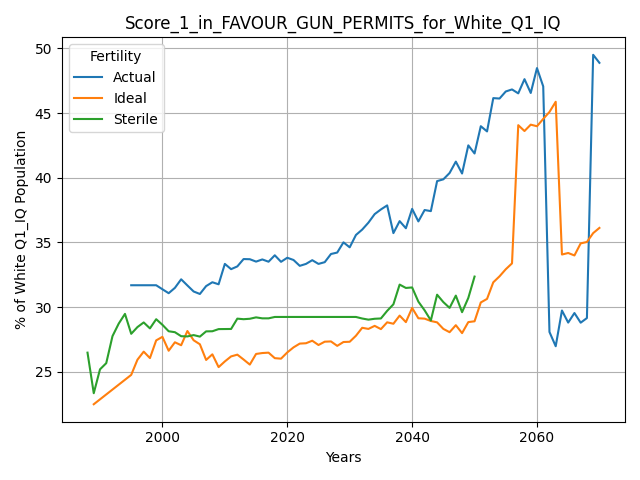 Score_1_in_FAVOUR_GUN_PERMITS_for_White_Q1_IQ
Fertility
Actual
Ideal
Sterile
% of White Q1_IQ Population
50
45
40
35
30
25
2000
2020
2040
2060
Years